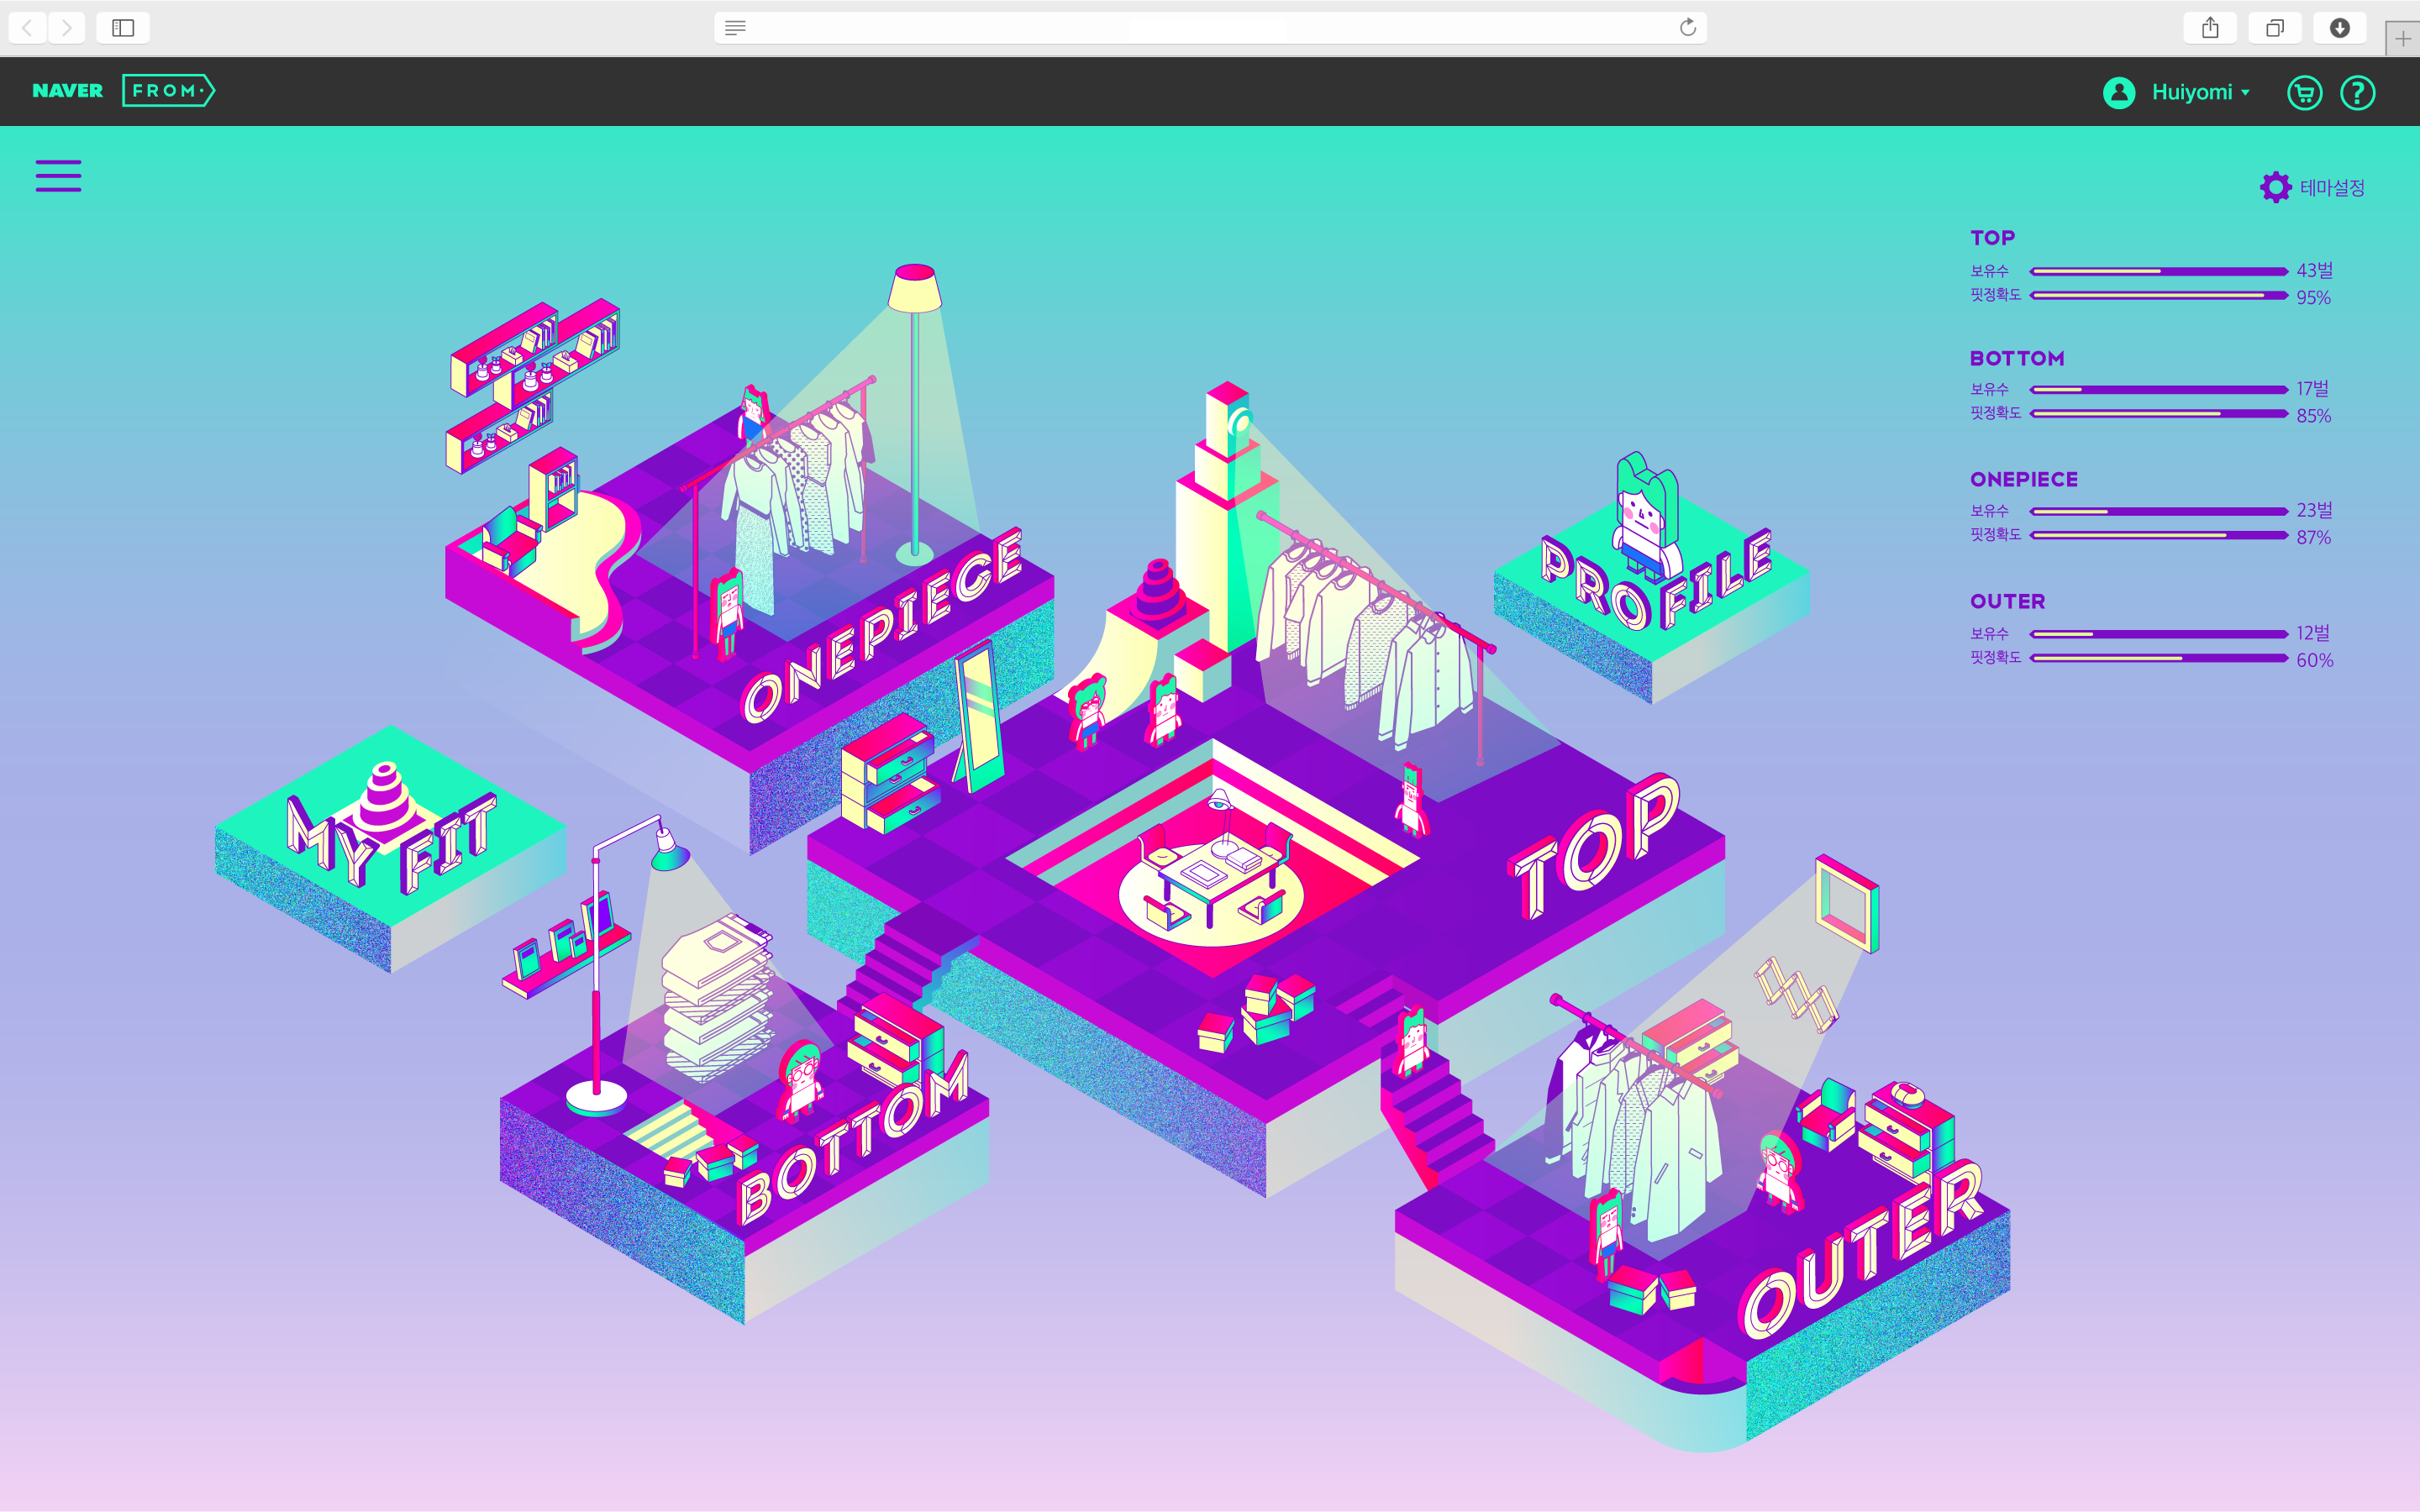 NAVER FROM·
Huiyomi
?
테마설정
TOP
보유수 43벌
핏정확도 95%
BOTTOM
보유수 17벌
핏정확도 85%
ONEPIECE
보유수 23벌
핏정확도 87%
OUTER
보유수 12벌
핏정확도 60%
ONEPIECE
PROFILE
MY FIT
TOP
BOTTOM
OUTER